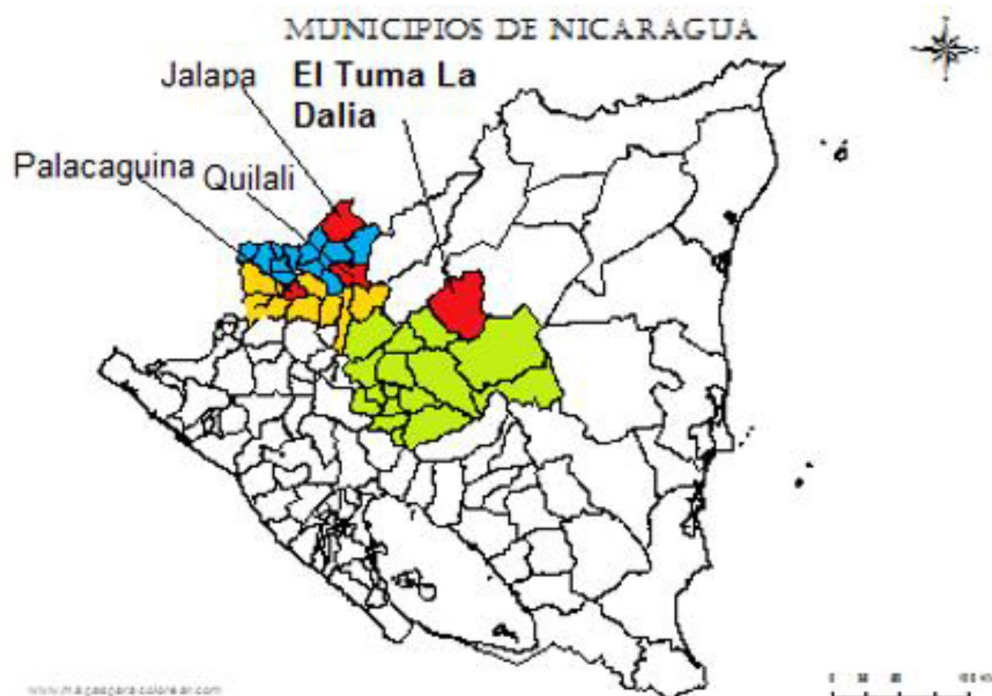 MUNICIPIOS DE NICARAGUA
Jalapa
El Tuma La
Dalia
Palacaguina
Quilali